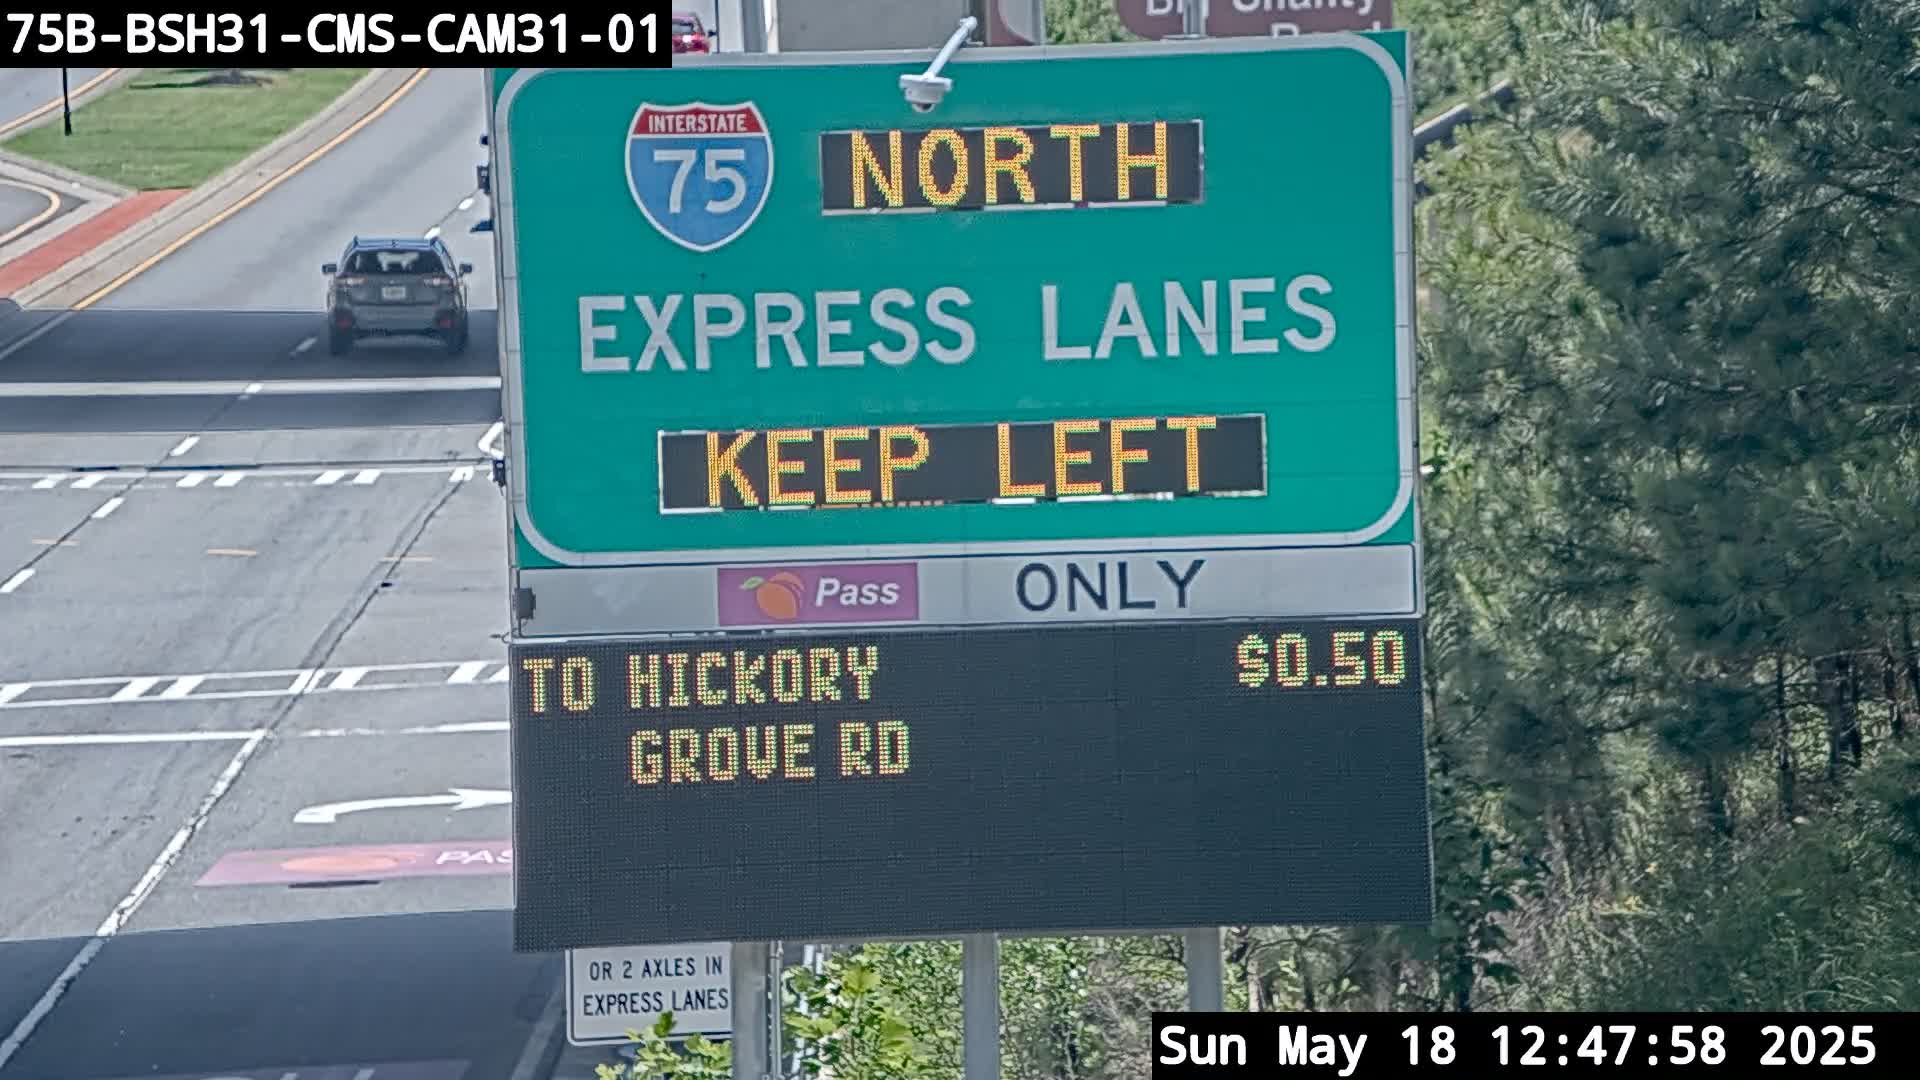 75B-BSH31-CMS-CAM31-01
INTERSTATE
75
NORTH
EXPRESS LANES
KEEP LEFT
Pass ONLY
TO HICKORY $0.50
GROVE RD
OR 2 AXLES IN
EXPRESS LANES
Sun May 18 12:47:58 2025